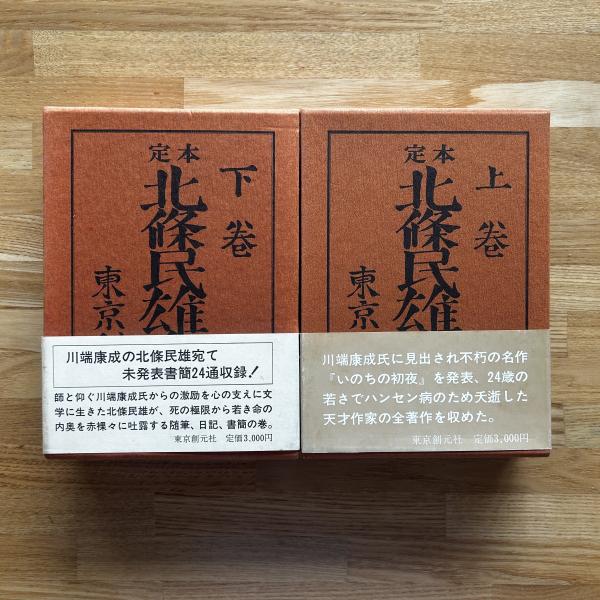 定本
北條民雄
下巻
東京
川端康成の北條民雄宛て
未発表書簡24通収録!
師と仰ぐ川端康成氏からの激励を心の支えに文
学に生きた北條民雄が、死の極限から若き命の
内奥を赤裸々に吐露する随筆、日記、書簡の巻。
東京創元社 定価3,000円
定本
北條民雄
上巻
東京
川端康成氏に見出され不朽の名作
『いのちの初夜』を発表、24歳の
若さでハンセン病のため夭逝した
天才作家の全著作を収めた。
東京創元社 定価3,000円